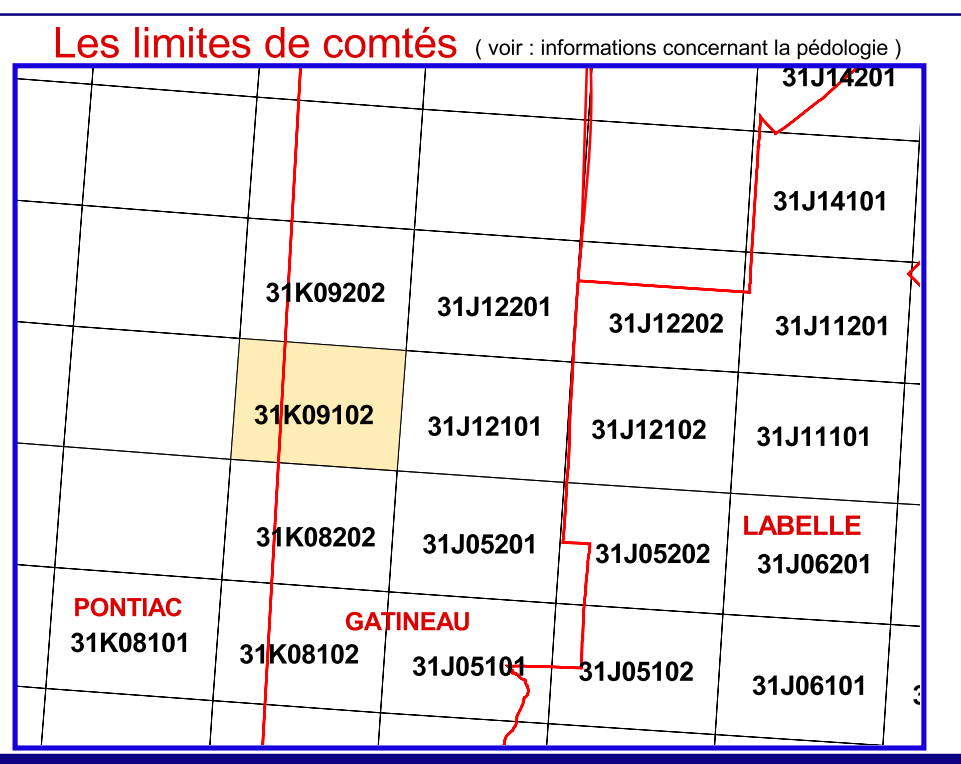 Les limites de comtés ( voir : informations concernant la pédologie )
31J14201
31J14101
31K09202
31J12201
31J12202
31J11201
31K09102
31J12101
31J12102
31J11101
31K08202
31J05201
31J05202
LABELLE
31J06201
PONTIAC
31K08101
GATINEAU
31K08102
31J05101
31J05102
31J06101